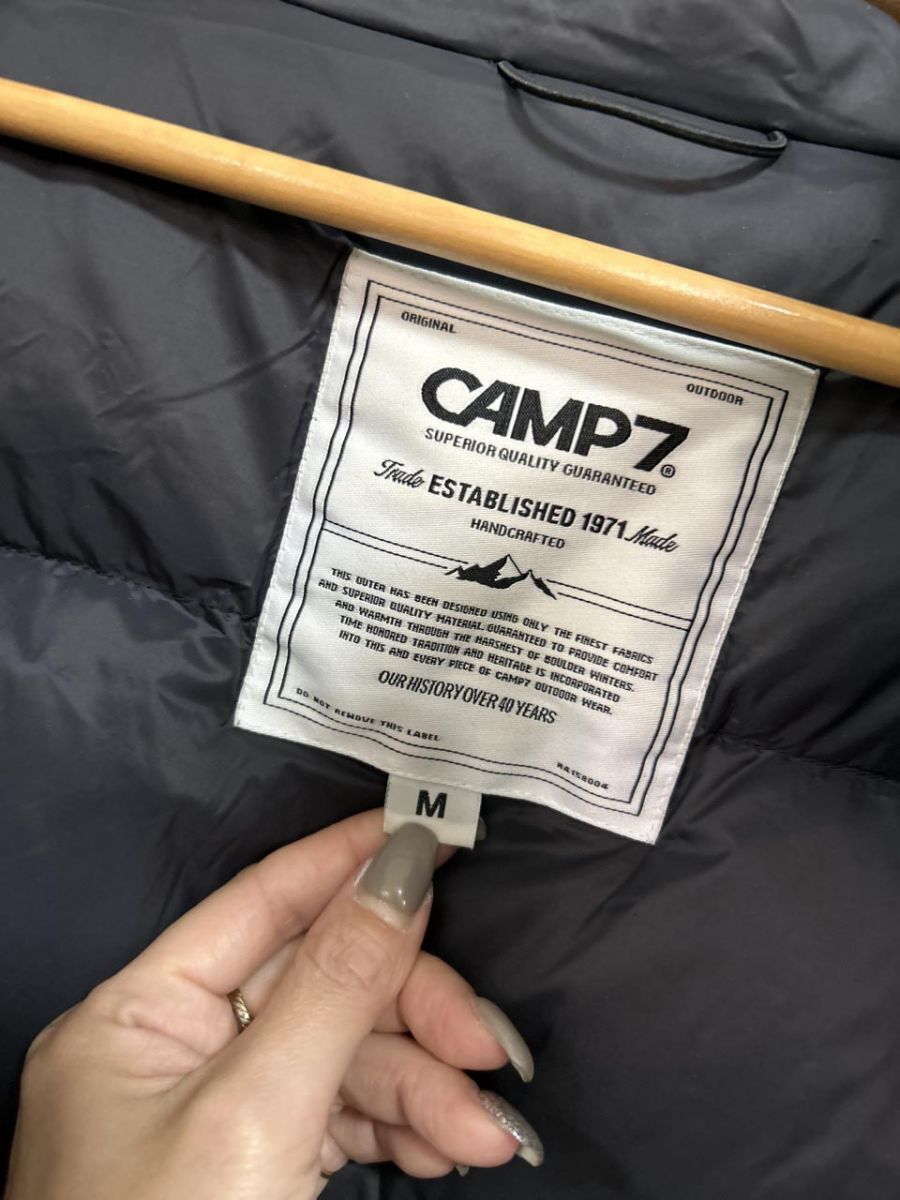 ORIGINAL
OUTDOOR
CAMP7®
SUPERIOR QUALITY GUARANTEED
Trade ESTABLISHED 1971 Made
HANDCRAFTED
THIS OUTER HAS BEEN DESIGNED USING ONLY THE FINEST FABRICS
AND SUPERIOR QUALITY MATERIAL GUARANTEED TO PROVIDE COMFORT
AND WARMTH THROUGH THE HARSHEST OF BOULDER WINTERS.
TIME HONORED TRADITION AND HERITAGE IS INCORPORATED
INTO THIS AND EVERY PIECE OF CAMP7 OUTDOOR WEAR.
OUR HISTORY OVER 40 YEARS
DO NOT REMOVE THIS LABEL
RA158004
M